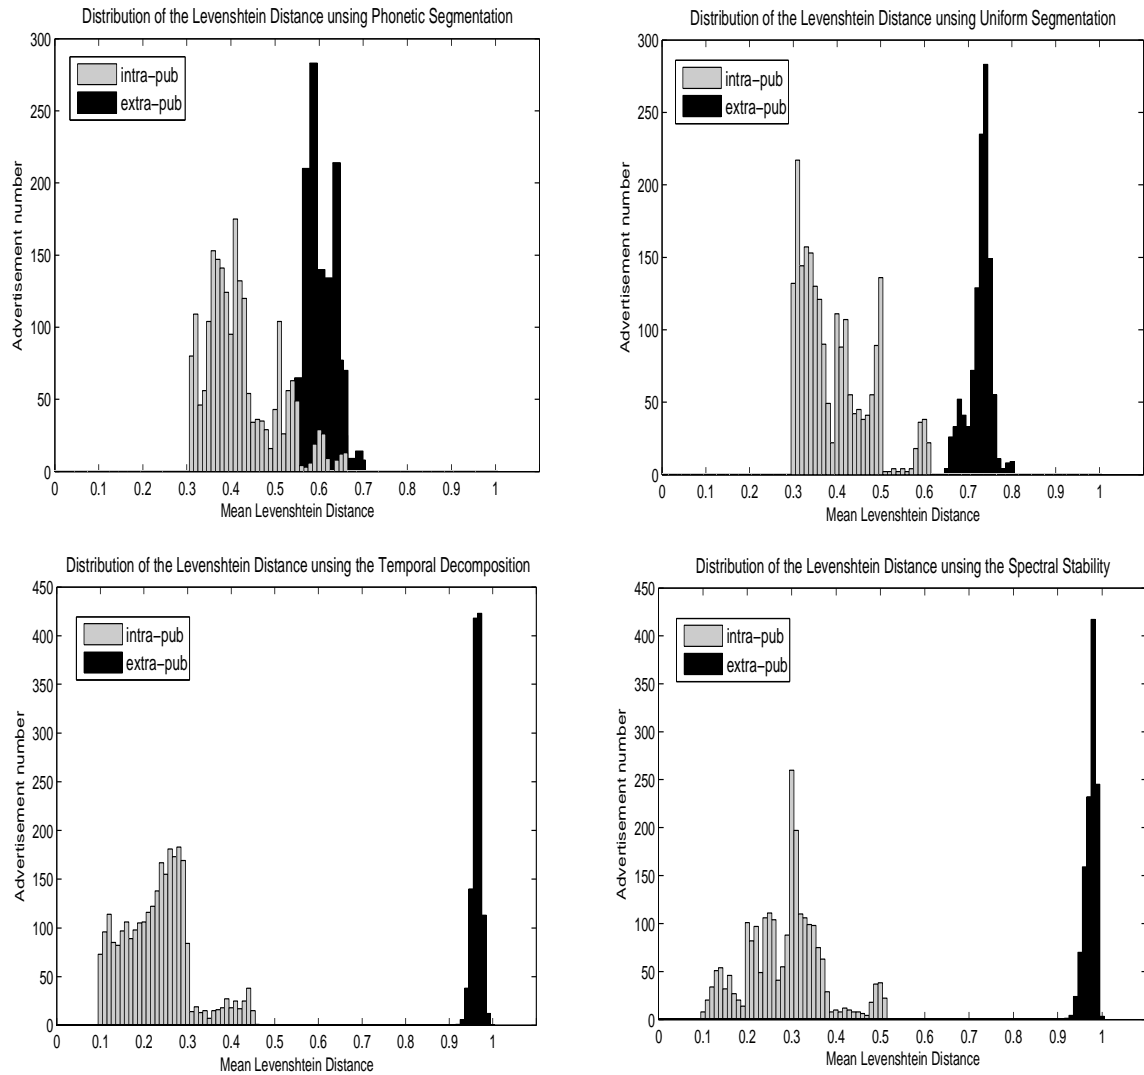 Distribution of the Levenshtein Distance unsing Phonetic Segmentation
300
250
200
150
100
50
0
Advertisement number
intra-pub
extra-pub
0 0.1 0.2 0.3 0.4 0.5 0.6 0.7 0.8 0.9 1
Mean Levenshtein Distance
Distribution of the Levenshtein Distance unsing Uniform Segmentation
300
250
200
150
100
50
0
Advertisement number
intra-pub
extra-pub
0 0.1 0.2 0.3 0.4 0.5 0.6 0.7 0.8 0.9 1
Mean Levenshtein Distance
Distribution of the Levenshtein Distance unsing the Temporal Decomposition
450
400
350
300
250
200
150
100
50
0
Advertisement number
intra-pub
extra-pub
0 0.1 0.2 0.3 0.4 0.5 0.6 0.7 0.8 0.9 1
Mean Levenshtein Distance
Distribution of the Levenshtein Distance unsing the Spectral Stability
450
400
350
300
250
200
150
100
50
0
Advertisement number
intra-pub
extra-pub
0 0.1 0.2 0.3 0.4 0.5 0.6 0.7 0.8 0.9 1
Mean Levenshtein Distance